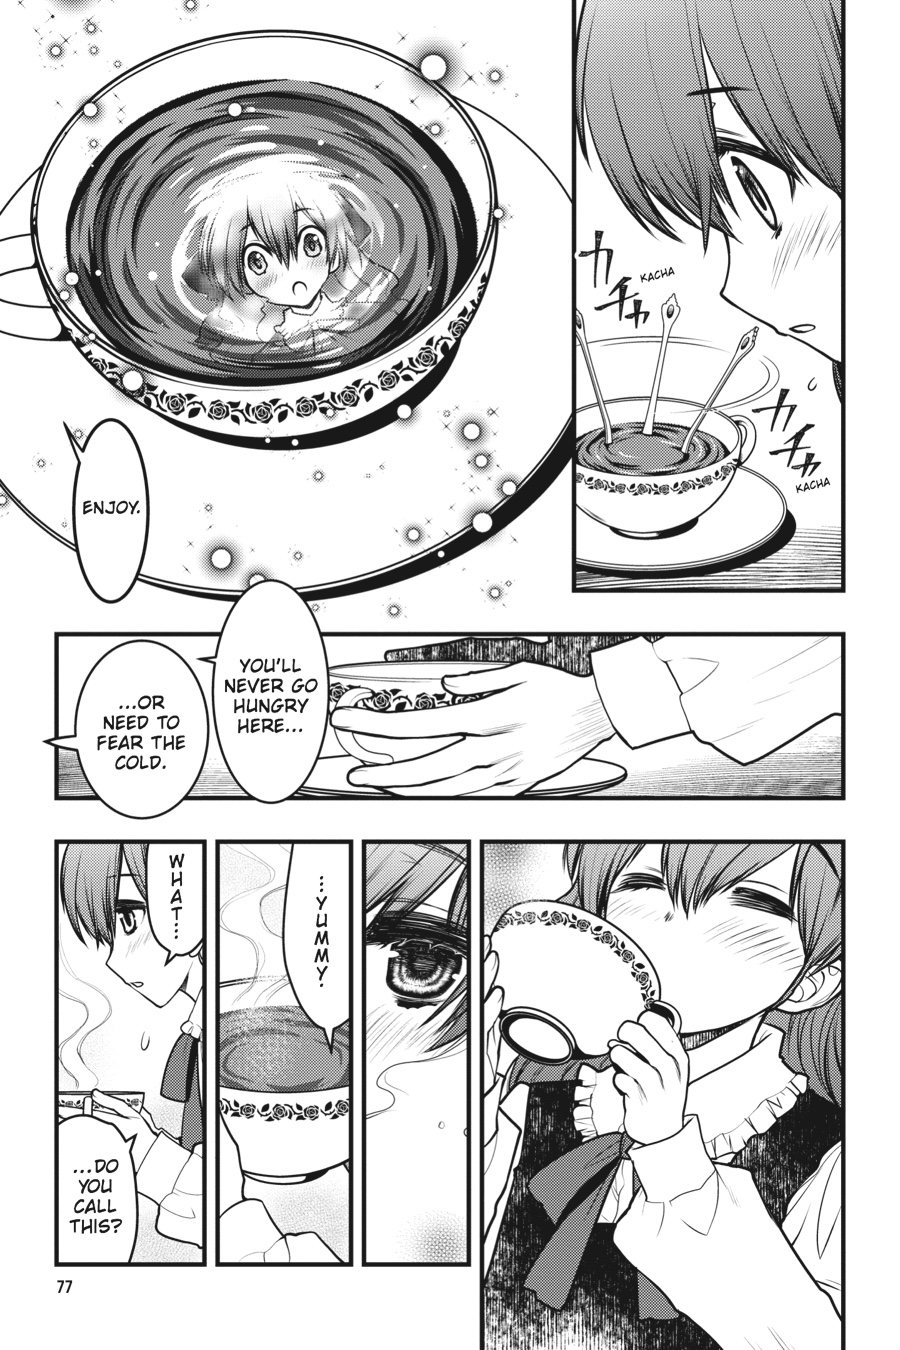 カチャ
KACHA
カチャ
KACHA
ENJOY.
YOU'LL
NEVER GO
HUNGRY
HERE...
...OR
NEED TO
FEAR THE
COLD.
...YUMMY.
WHAT...
...DO
YOU
CALL
THIS?
77